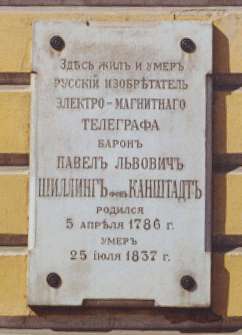 Здѣсь жилъ и умеръ
русскій изобрѣтатель
электро-магнитнаго
телеграфа
баронъ
Павелъ Львовичъ
Шиллингъ фонъ Канштадтъ
родился
5 апрѣля 1786 г.
умеръ
25 іюля 1837 г.